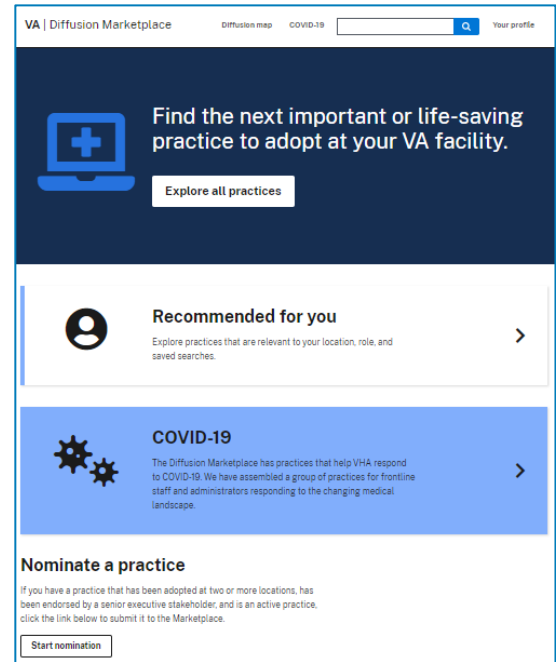 VA | Diffusion Marketplace
Diffusion map
COVID-19
Your profile
Find the next important or life-saving
practice to adopt at your VA facility.
Explore all practices
Recommended for you
Explore practices that are relevant to your location, role, and
saved searches.
COVID-19
The Diffusion Marketplace has practices that help VHA respond
to COVID-19. We have assembled a group of practices for frontline
staff and administrators responding to the changing medical
landscape.
Nominate a practice
If you have a practice that has been adopted at two or more locations, has
been endorsed by a senior executive stakeholder, and is an active practice,
click the link below to submit it to the Marketplace.
Start nomination